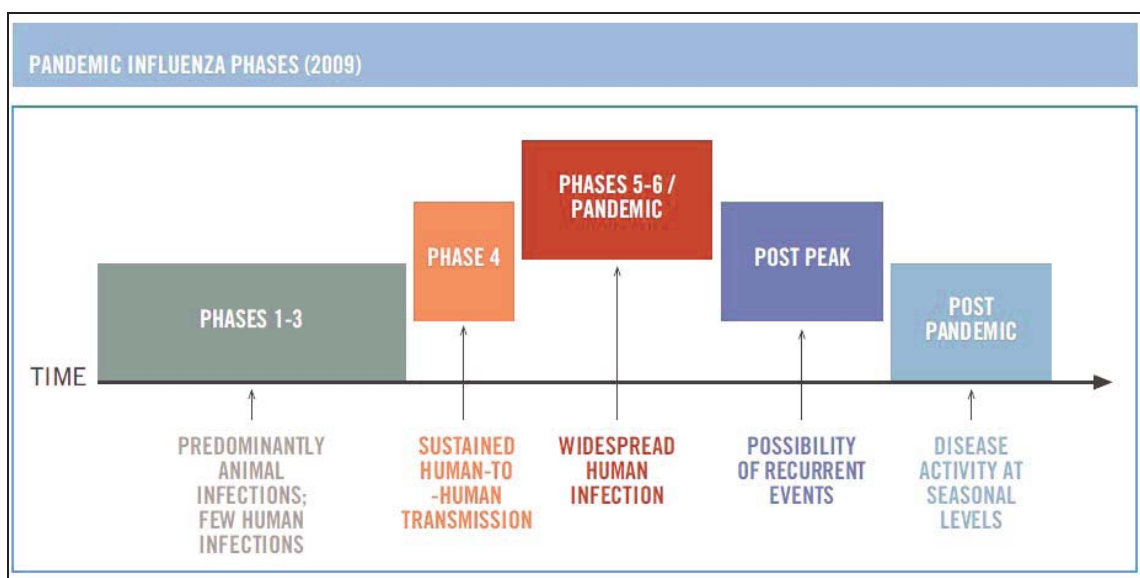 PANDEMIC INFLUENZA PHASES (2009)
PHASES 5-6 /
PANDEMIC
PHASE 4
POST PEAK
PHASES 1-3
POST
PANDEMIC
TIME
PREDOMINANTLY
ANIMAL
INFECTIONS;
FEW HUMAN
INFECTIONS
SUSTAINED
HUMAN-TO
-HUMAN
TRANSMISSION
WIDESPREAD
HUMAN
INFECTION
POSSIBILITY
OF RECURRENT
EVENTS
DISEASE
ACTIVITY AT
SEASONAL
LEVELS